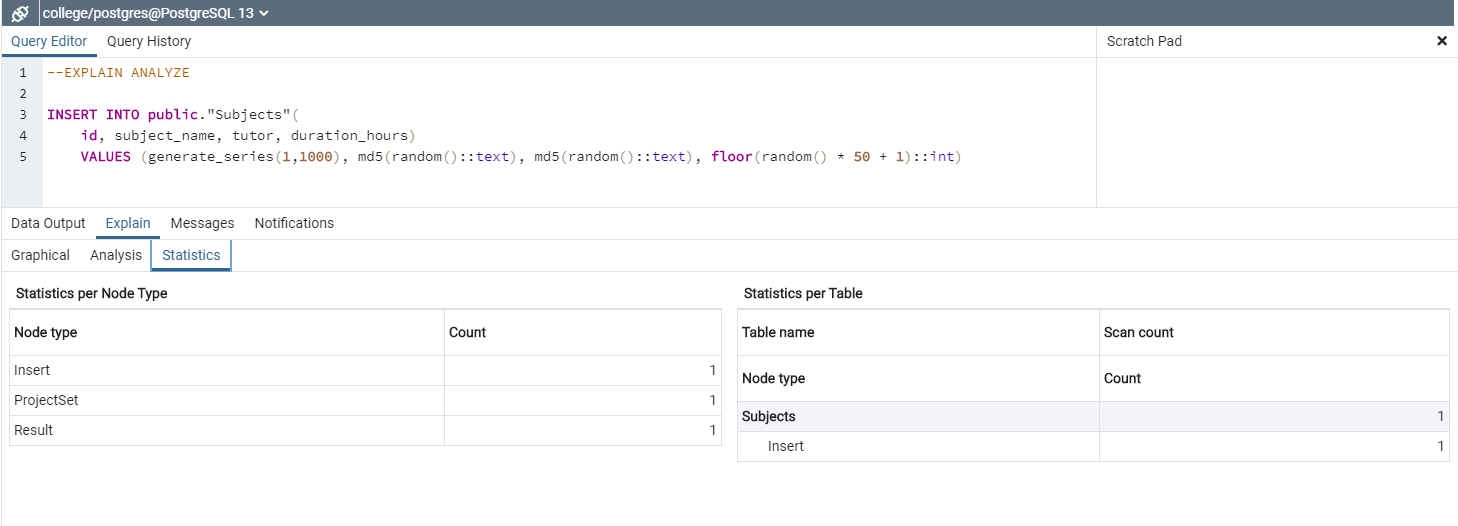 college/postgres@PostgreSQL 13
Query Editor Query History
Scratch Pad
1 --EXPLAIN ANALYZE
2
3 INSERT INTO public."Subjects"(
4 id, subject_name, tutor, duration_hours)
5 VALUES (generate_series(1,1000), md5(random()::text), md5(random()::text), floor(random() * 50 + 1)::int)
Data Output Explain Messages Notifications
Graphical Analysis Statistics
Statistics per Node Type
Node type Count
Insert 1
ProjectSet 1
Result 1
Statistics per Table
Table name Scan count
Node type Count
Subjects 1
Insert 1